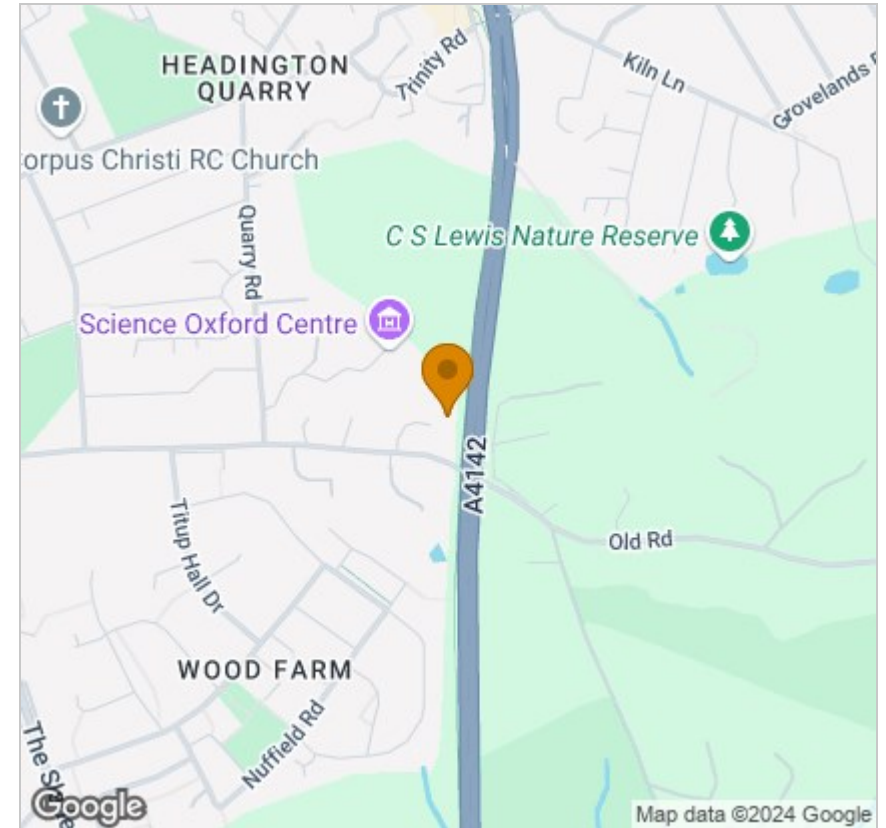 HEADINGTON
QUARRY
Trinity Rd
Kiln Ln
Grovelands
orpus Christi RC Church
Quarry Rd
C S Lewis Nature Reserve
Science Oxford Centre
A4142
Old Rd
Titup Hall Dr
WOOD FARM
Nuffield Rd
The Sl
Google
Map data ©2024 Google